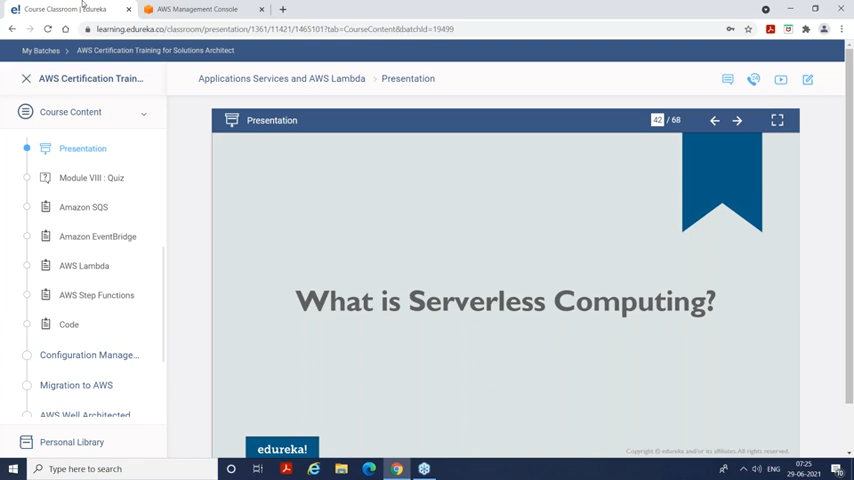 e! Course Classroom | Edureka
AWS Management Console
learning.edureka.co/classroom/presentation/1361/11421/1465101?tab=CourseContent&batchId=19499
My Batches
AWS Certification Training for Solutions Architect
AWS Certification Train...
Applications Services and AWS Lambda > Presentation
Course Content
Presentation
42 / 68
Presentation
Module VIII : Quiz
Amazon SQS
Amazon EventBridge
AWS Lambda
AWS Step Functions
Code
Configuration Manage...
Migration to AWS
AWS Well Architected
Personal Library
What is Serverless Computing?
edureka!
Copyright © edureka and/or its affiliates.All rights reserved.
Type here to search
ENG
07:25
29-06-2021
10